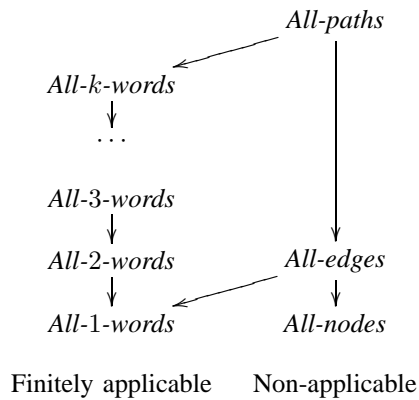 All-paths
All-k-words
···
All-3-words
All-2-words
All-edges
All-1-words
All-nodes
Finitely applicable
Non-applicable